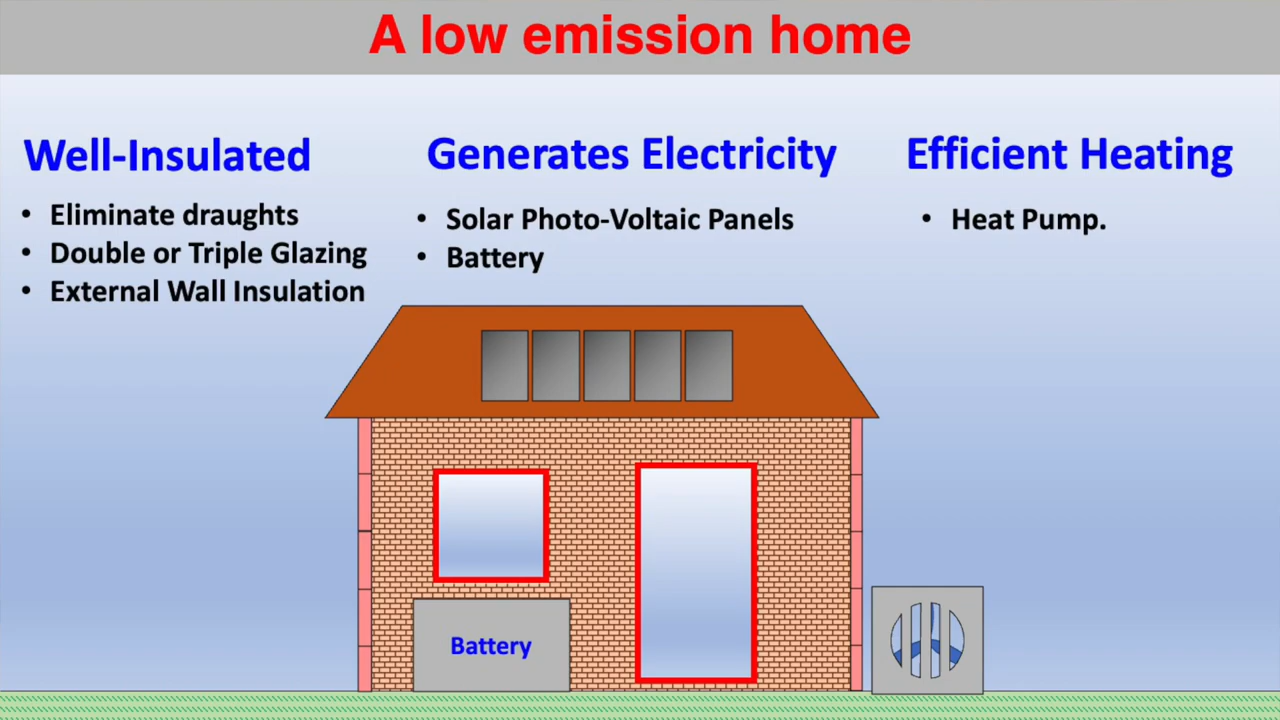 A low emission home
Well-Insulated
• Eliminate draughts
• Double or Triple Glazing
• External Wall Insulation
Generates Electricity
• Solar Photo-Voltaic Panels
• Battery
Efficient Heating
• Heat Pump.
Battery